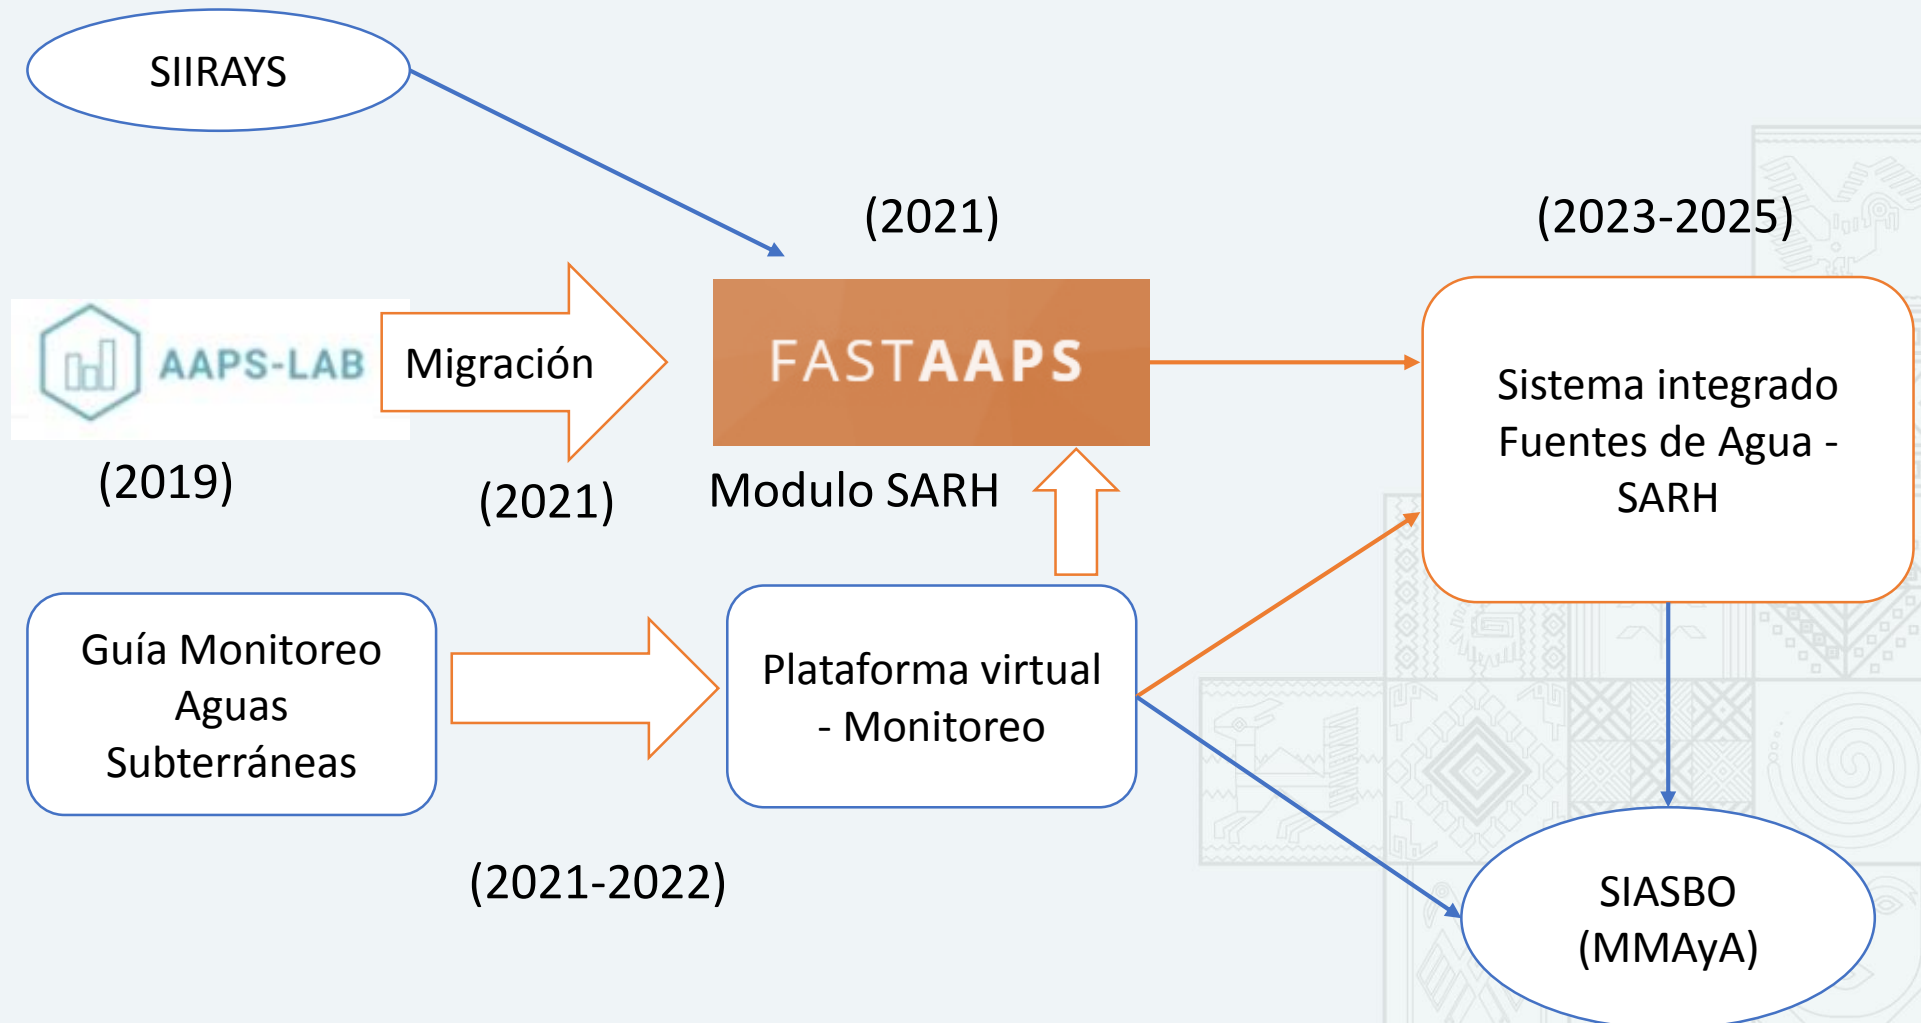 SIIRAYS
(2021)
(2023-2025)
AAPS-LAB
Migración
FASTAAPS
(2019)
(2021)
Modulo SARH
Sistema integrado
Fuentes de Agua -
SARH
Guía Monitoreo
Aguas
Subterráneas
Plataforma virtual
- Monitoreo
(2021-2022)
SIASBO
(MMAyA)